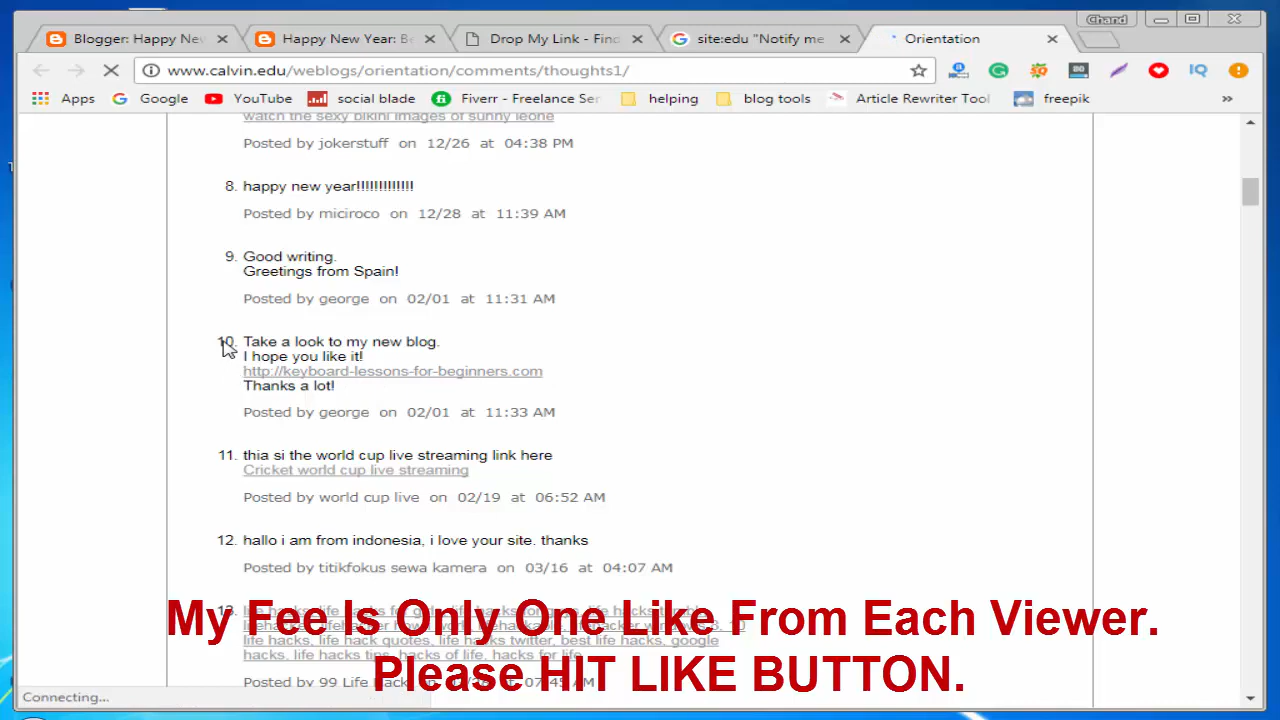 Chand
Blogger: Happy Nev
Happy New Year: Be
Drop My Link - Find
site:edu "Notify me
Orientation
www.calvin.edu/weblogs/orientation/comments/thoughts1/
Apps
Google
YouTube
social blade
Fiverr - Freelance Ser
helping
blog tools
Article Rewriter Tool
freepik
»
watch the sexy bikini images of sunny leone
Posted by jokerstuff on 12/26 at 04:38 PM
8. happy new year!!!!!!!!!!!!!
Posted by miciroco on 12/28 at 11:39 AM
9. Good writing.
Greetings from Spain!
Posted by george on 02/01 at 11:31 AM
10. Take a look to my new blog.
I hope you like it!
http://keyboard-lessons-for-beginners.com
Thanks a lot!
Posted by george on 02/01 at 11:33 AM
11. thia si the world cup live streaming link here
Cricket world cup live streaming
Posted by world cup live on 02/19 at 06:52 AM
12. hallo i am from indonesia, i love your site. thanks
Posted by titikfokus sewa kamera on 03/16 at 04:07 AM
13. life hacks, life hacks for
life hacks, life hack quotes, life hacks twitter, best life hacks, google
hacks, life hacks tips, hacks of life, hacks for life
Posted by 99 Life
My Fee Is Only One Like From Each Viewer.
Please HIT LIKE BUTTON.
Connecting...